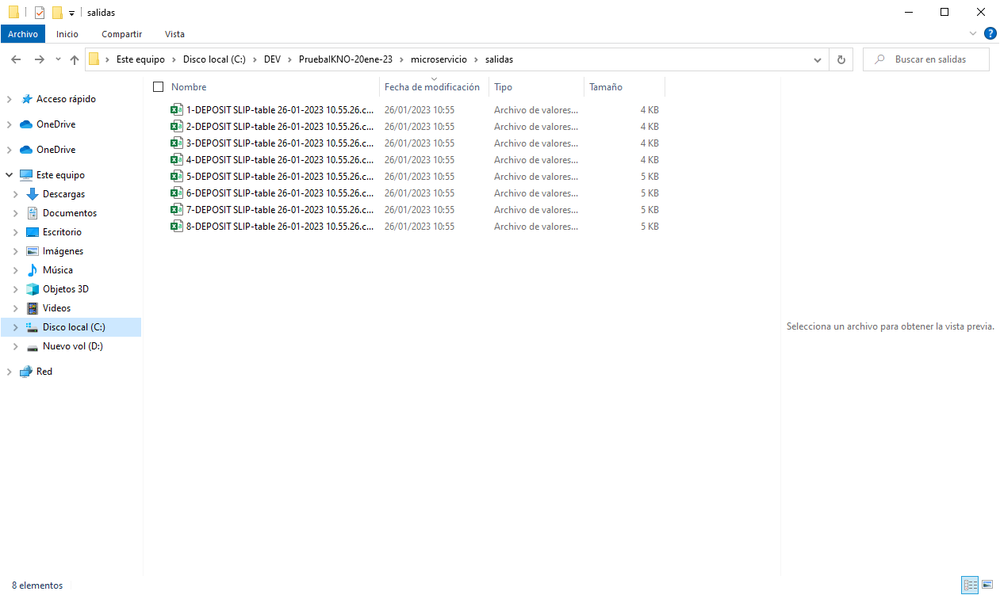 salidas
Archivo Inicio Compartir Vista
Este equipo > Disco local (C:) > DEV > PruebaIKNO-20ene-23 > microservicio > salidas
Buscar en salidas
Nombre Fecha de modificación Tipo Tamaño
1-DEPOSIT SLIP-table 26-01-2023 10.55.26.c... 26/01/2023 10:55 Archivo de valores... 4 KB
2-DEPOSIT SLIP-table 26-01-2023 10.55.26.c... 26/01/2023 10:55 Archivo de valores... 4 KB
3-DEPOSIT SLIP-table 26-01-2023 10.55.26.c... 26/01/2023 10:55 Archivo de valores... 4 KB
4-DEPOSIT SLIP-table 26-01-2023 10.55.26.c... 26/01/2023 10:55 Archivo de valores... 4 KB
5-DEPOSIT SLIP-table 26-01-2023 10.55.26.c... 26/01/2023 10:55 Archivo de valores... 5 KB
6-DEPOSIT SLIP-table 26-01-2023 10.55.26.c... 26/01/2023 10:55 Archivo de valores... 5 KB
7-DEPOSIT SLIP-table 26-01-2023 10.55.26.c... 26/01/2023 10:55 Archivo de valores... 5 KB
8-DEPOSIT SLIP-table 26-01-2023 10.55.26.c... 26/01/2023 10:55 Archivo de valores... 5 KB
Acceso rápido
OneDrive
OneDrive
Este equipo
Descargas
Documentos
Escritorio
Imágenes
Música
Objetos 3D
Videos
Disco local (C:)
Nuevo vol (D:)
Red
Selecciona un archivo para obtener la vista previa.
8 elementos